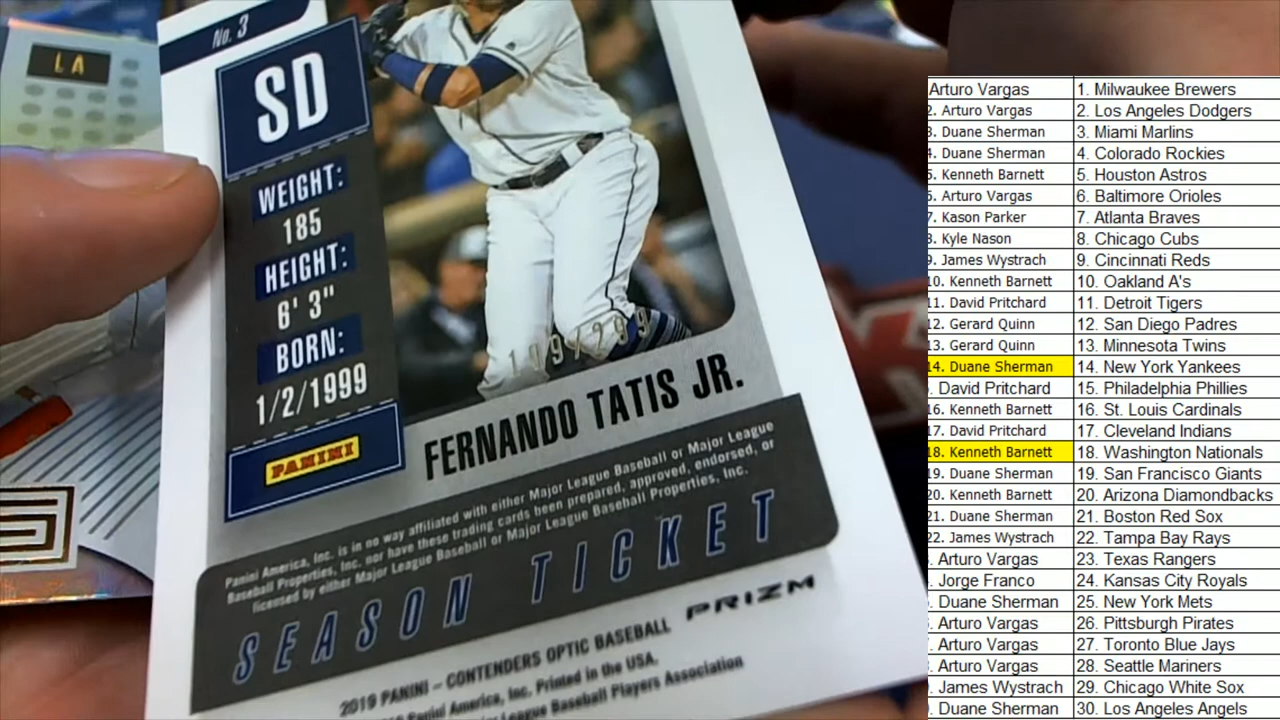 LA
No. 3
SD
WEIGHT:
185
HEIGHT:
6' 3"
BORN:
1/2/1999
PANINI
199/299
FERNANDO TATIS JR.
Panini America, Inc. is in no way affiliated with either Major League Baseball or Major League
Baseball Properties, Inc. nor have these trading cards been prepared, approved, endorsed, or
licensed by either Major League Baseball or Major League Baseball Properties, Inc.
SEASON TICKET
PRIZM
2019 PANINI – CONTENDERS OPTIC BASEBALL
Panini America, Inc. Printed in the USA.
League Baseball Players Association
Arturo Vargas 1. Milwaukee Brewers
2. Arturo Vargas 2. Los Angeles Dodgers
3. Duane Sherman 3. Miami Marlins
4. Duane Sherman 4. Colorado Rockies
5. Kenneth Barnett 5. Houston Astros
6. Arturo Vargas 6. Baltimore Orioles
7. Kason Parker 7. Atlanta Braves
8. Kyle Nason 8. Chicago Cubs
9. James Wystrach 9. Cincinnati Reds
10. Kenneth Barnett 10. Oakland A's
11. David Pritchard 11. Detroit Tigers
12. Gerard Quinn 12. San Diego Padres
13. Gerard Quinn 13. Minnesota Twins
14. Duane Sherman 14. New York Yankees
David Pritchard 15. Philadelphia Phillies
16. Kenneth Barnett 16. St. Louis Cardinals
17. David Pritchard 17. Cleveland Indians
18. Kenneth Barnett 18. Washington Nationals
19. Duane Sherman 19. San Francisco Giants
20. Kenneth Barnett 20. Arizona Diamondbacks
21. Duane Sherman 21. Boston Red Sox
22. James Wystrach 22. Tampa Bay Rays
Arturo Vargas 23. Texas Rangers
Jorge Franco 24. Kansas City Royals
Duane Sherman 25. New York Mets
Arturo Vargas 26. Pittsburgh Pirates
Arturo Vargas 27. Toronto Blue Jays
Arturo Vargas 28. Seattle Mariners
James Wystrach 29. Chicago White Sox
Duane Sherman 30. Los Angeles Angels